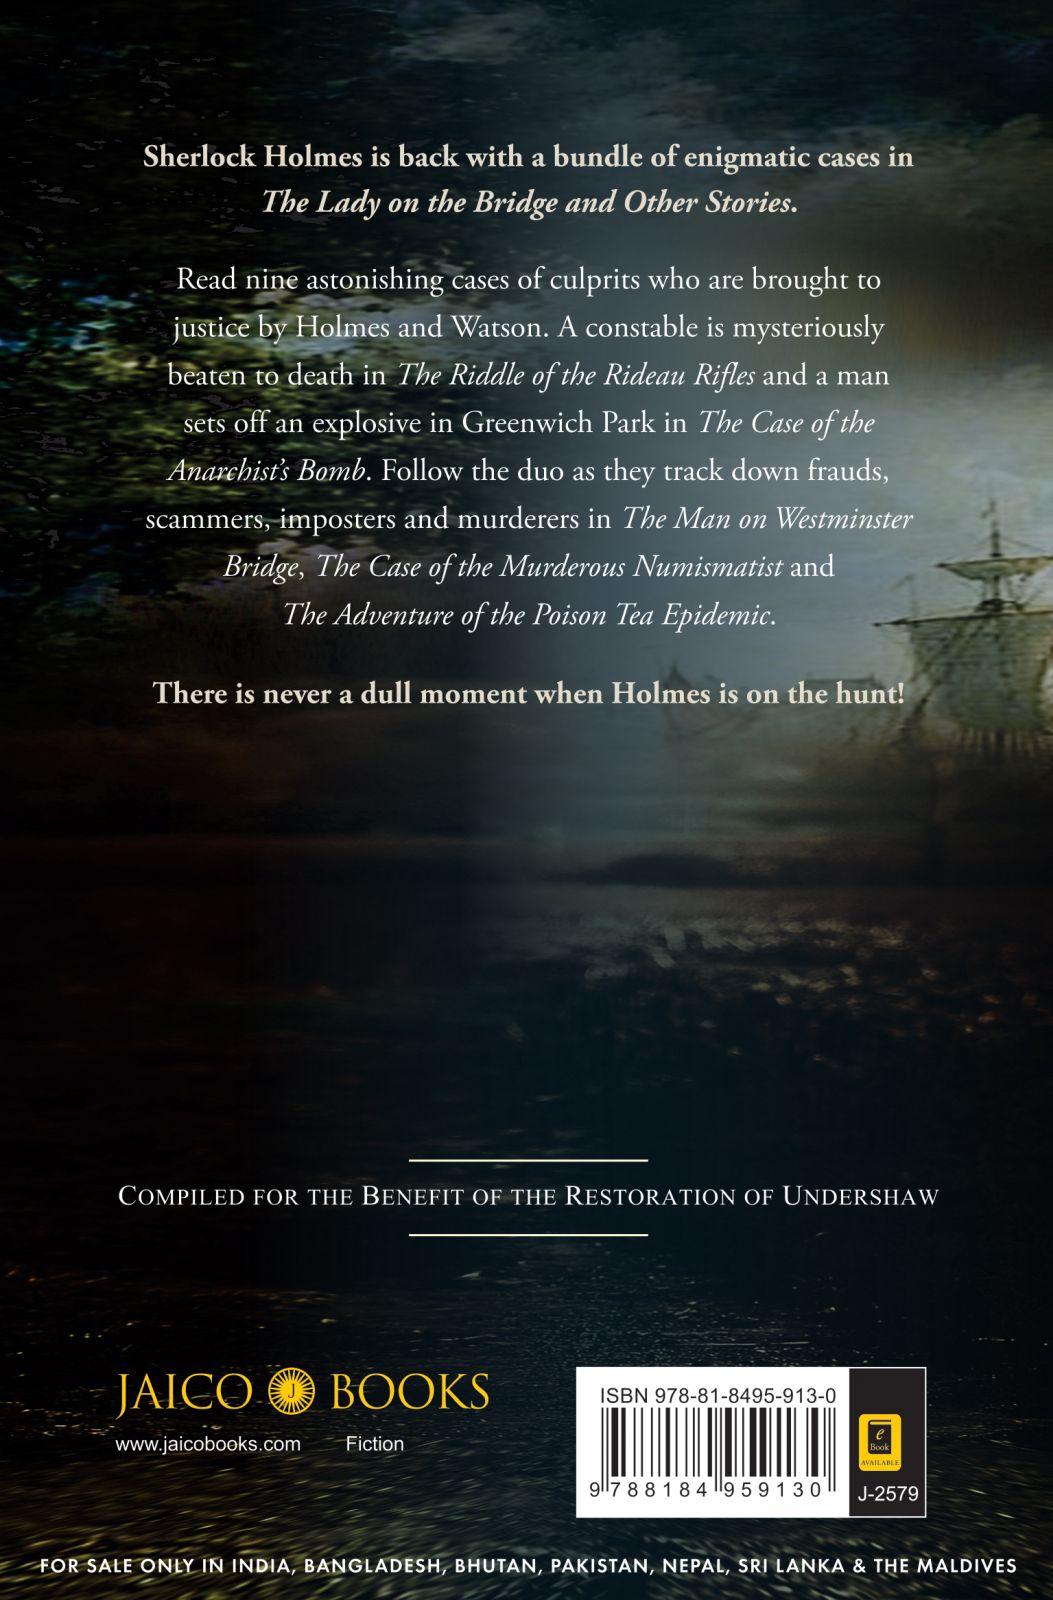 Sherlock Holmes is back with a bundle of enigmatic cases in
The Lady on the Bridge and Other Stories.
Read nine astonishing cases of culprits who are brought to
justice by Holmes and Watson. A constable is mysteriously
beaten to death in The Riddle of the Rideau Rifles and a man
sets off an explosive in Greenwich Park in The Case of the
Anarchist's Bomb. Follow the duo as they track down frauds,
scammers, imposters and murderers in The Man on Westminster
Bridge, The Case of the Murderous Numismatist and
The Adventure of the Poison Tea Epidemic.
There is never a dull moment when Holmes is on the hunt!
COMPILED FOR THE BENEFIT OF THE RESTORATION OF UNDERSHAW
JAICO J BOOKS
www.jaicobooks.com Fiction
ISBN 978-81-8495-913-0
9 788184 959130
e
Book
AVAILABLE
J-2579
FOR SALE ONLY IN INDIA, BANGLADESH, BHUTAN, PAKISTAN, NEPAL, SRI LANKA & THE MALDIVES